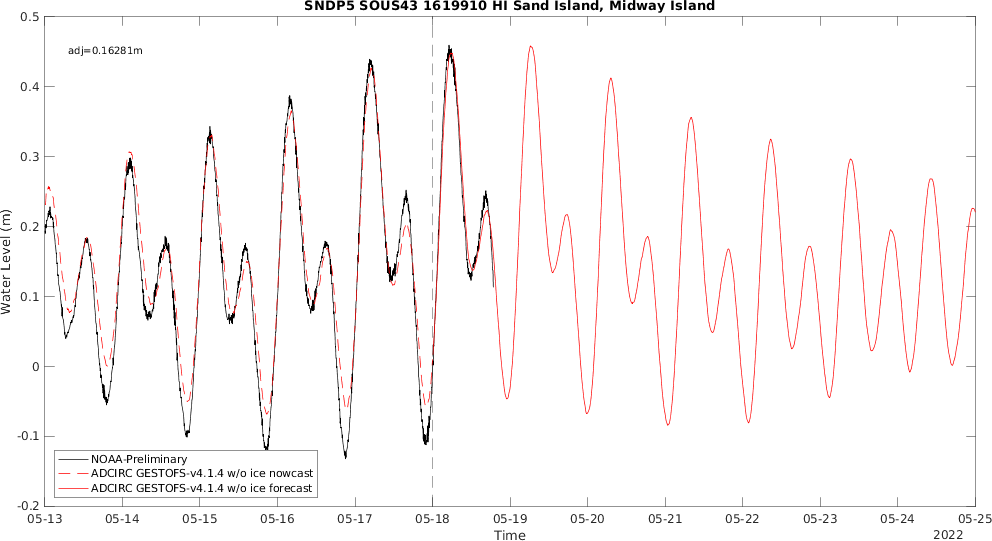 SNDP5 SOUS43 1619910 HI Sand Island, Midway Island
adj=0.16281m
Water Level (m)
0.5
0.4
0.3
0.2
0.1
0
-0.1
-0.2
NOAA-Preliminary
ADCIRC GESTOFS-v4.1.4 w/o ice nowcast
ADCIRC GESTOFS-v4.1.4 w/o ice forecast
05-13 05-14 05-15 05-16 05-17 05-18 05-19 05-20 05-21 05-22 05-23 05-24 05-25
Time
2022